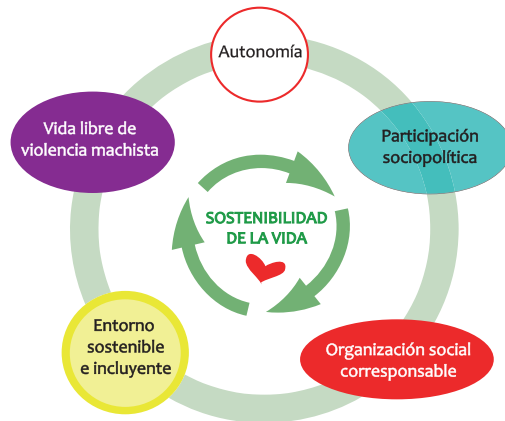 Autonomía
Vida libre de
violencia machista
Participación
sociopolítica
SOSTENIBILIDAD
DE LA VIDA
Entorno
sostenible
e incluyente
Organización social
corresponsable